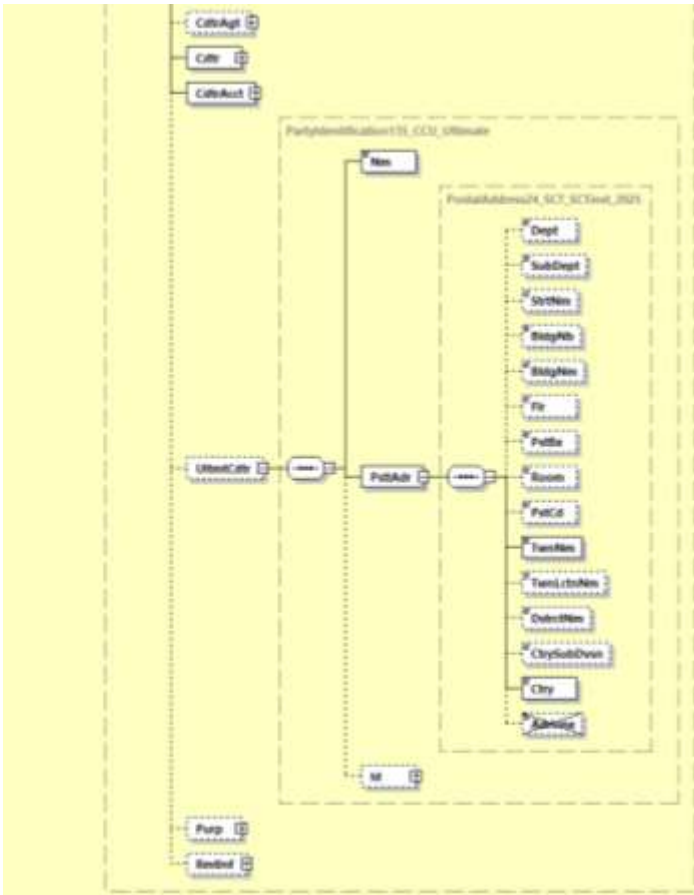 CdtrAgt
Cdtr
CdtrAcct
PartyIdentification135_CCU_Ultimate
Nm
PostalAddress24_SCT_SCTinst_2025
Dept
SubDept
StrtNm
BldgNb
BldgNm
Flr
PstBx
UltmtCdtr
PstlAdr
Room
PstCd
TwnNm
TwnLctnNm
DstrctNm
CtrySubDvsn
Ctry
AdrLine
Id
Purp
RmtInf